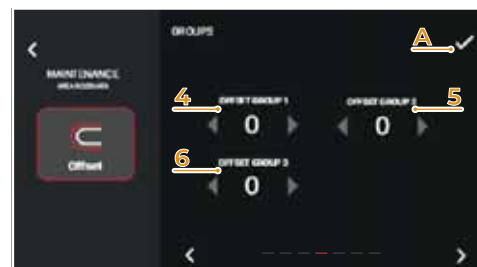 GROUPS
A
MAINTENANCE
4
OFFSET GROUP 1
OFFSET GROUP 2
5
0
0
Offset
6
OFFSET GROUP 3
0